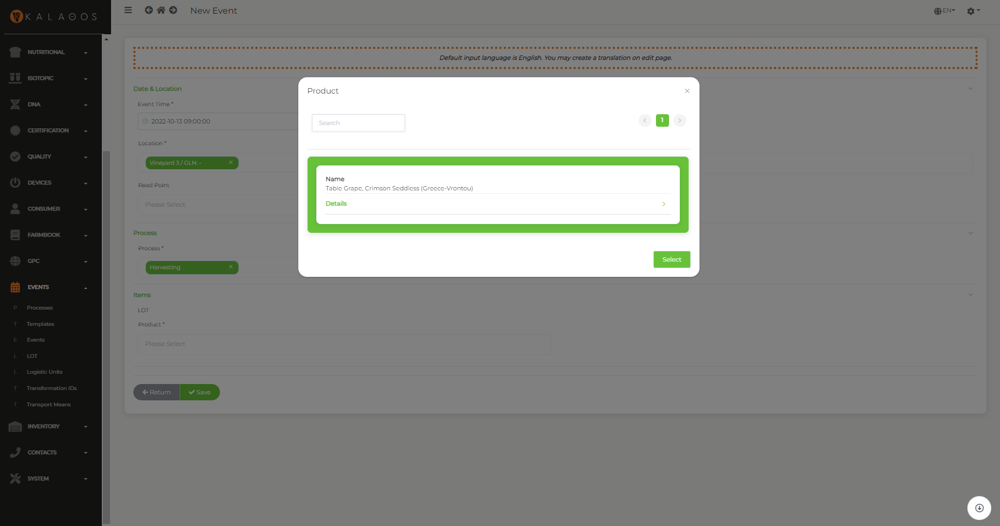 KALAΘOS
New Event
EN
NUTRITIONAL
ISOTOPIC
DNA
CERTIFICATION
QUALITY
DEVICES
CONSUMER
FARMBOOK
GPC
EVENTS
P Processes
T Templates
E Events
L LOT
L Logistic Units
T Transformation IDs
T Transport Means
INVENTORY
CONTACTS
SYSTEM
Default input language is English. You may create a translation on edit page.
Date & Location
Event Time *
2022-10-13 09:00:00
Location *
Vineyard 3 / GLN: - ×
Read Point
Please Select
Process
Process *
Harvesting ×
Items
LOT
Product *
Please Select
Return
Save
Product ×
Search
1
Name
Table Grape, Crimson Seddless (Greece-Vrontou)
Details
Select